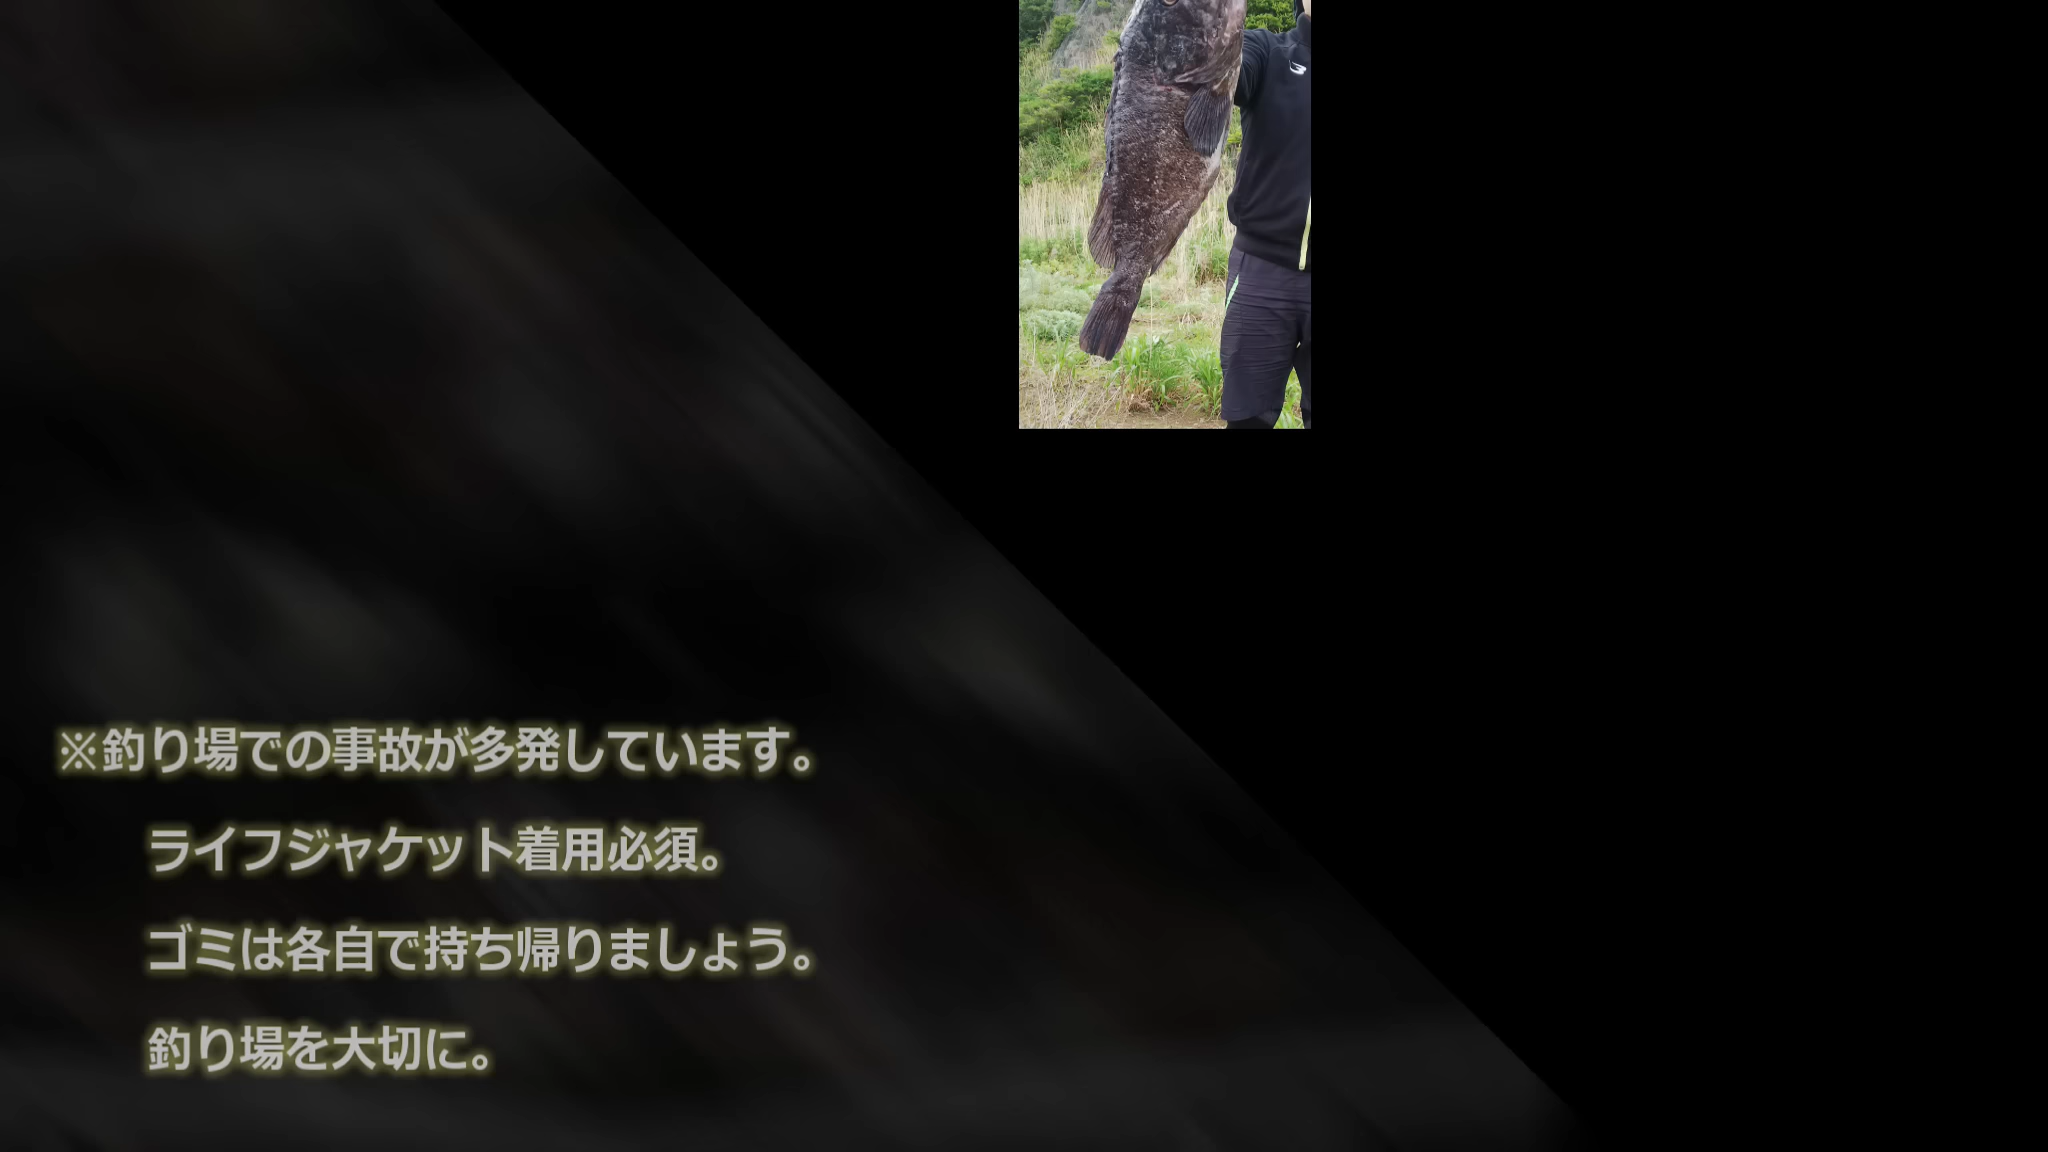 ※釣り場での事故が多発しています。
ライフジャケット着用必須。
ゴミは各自で持ち帰りましょう。
釣り場を大切に。